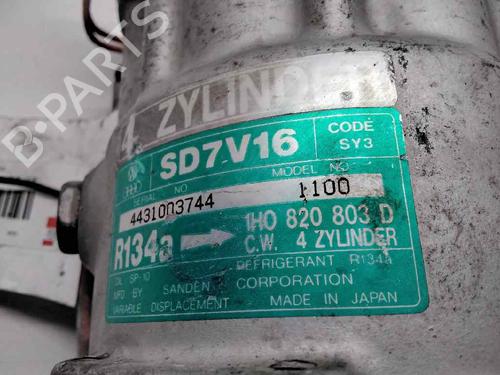 4 ZYLINDER
SD7V16
CODE
SY3
SERIAL NO
MODEL NO
4431003744
1100
R134a
1H0 820 803 D
C.W. 4 ZYLINDER
REFRIGERANT R134a
OIL SP-10
MFD BY SANDEN CORPORATION
VARIABLE DISPLACEMENT MADE IN JAPAN
B-PARTS